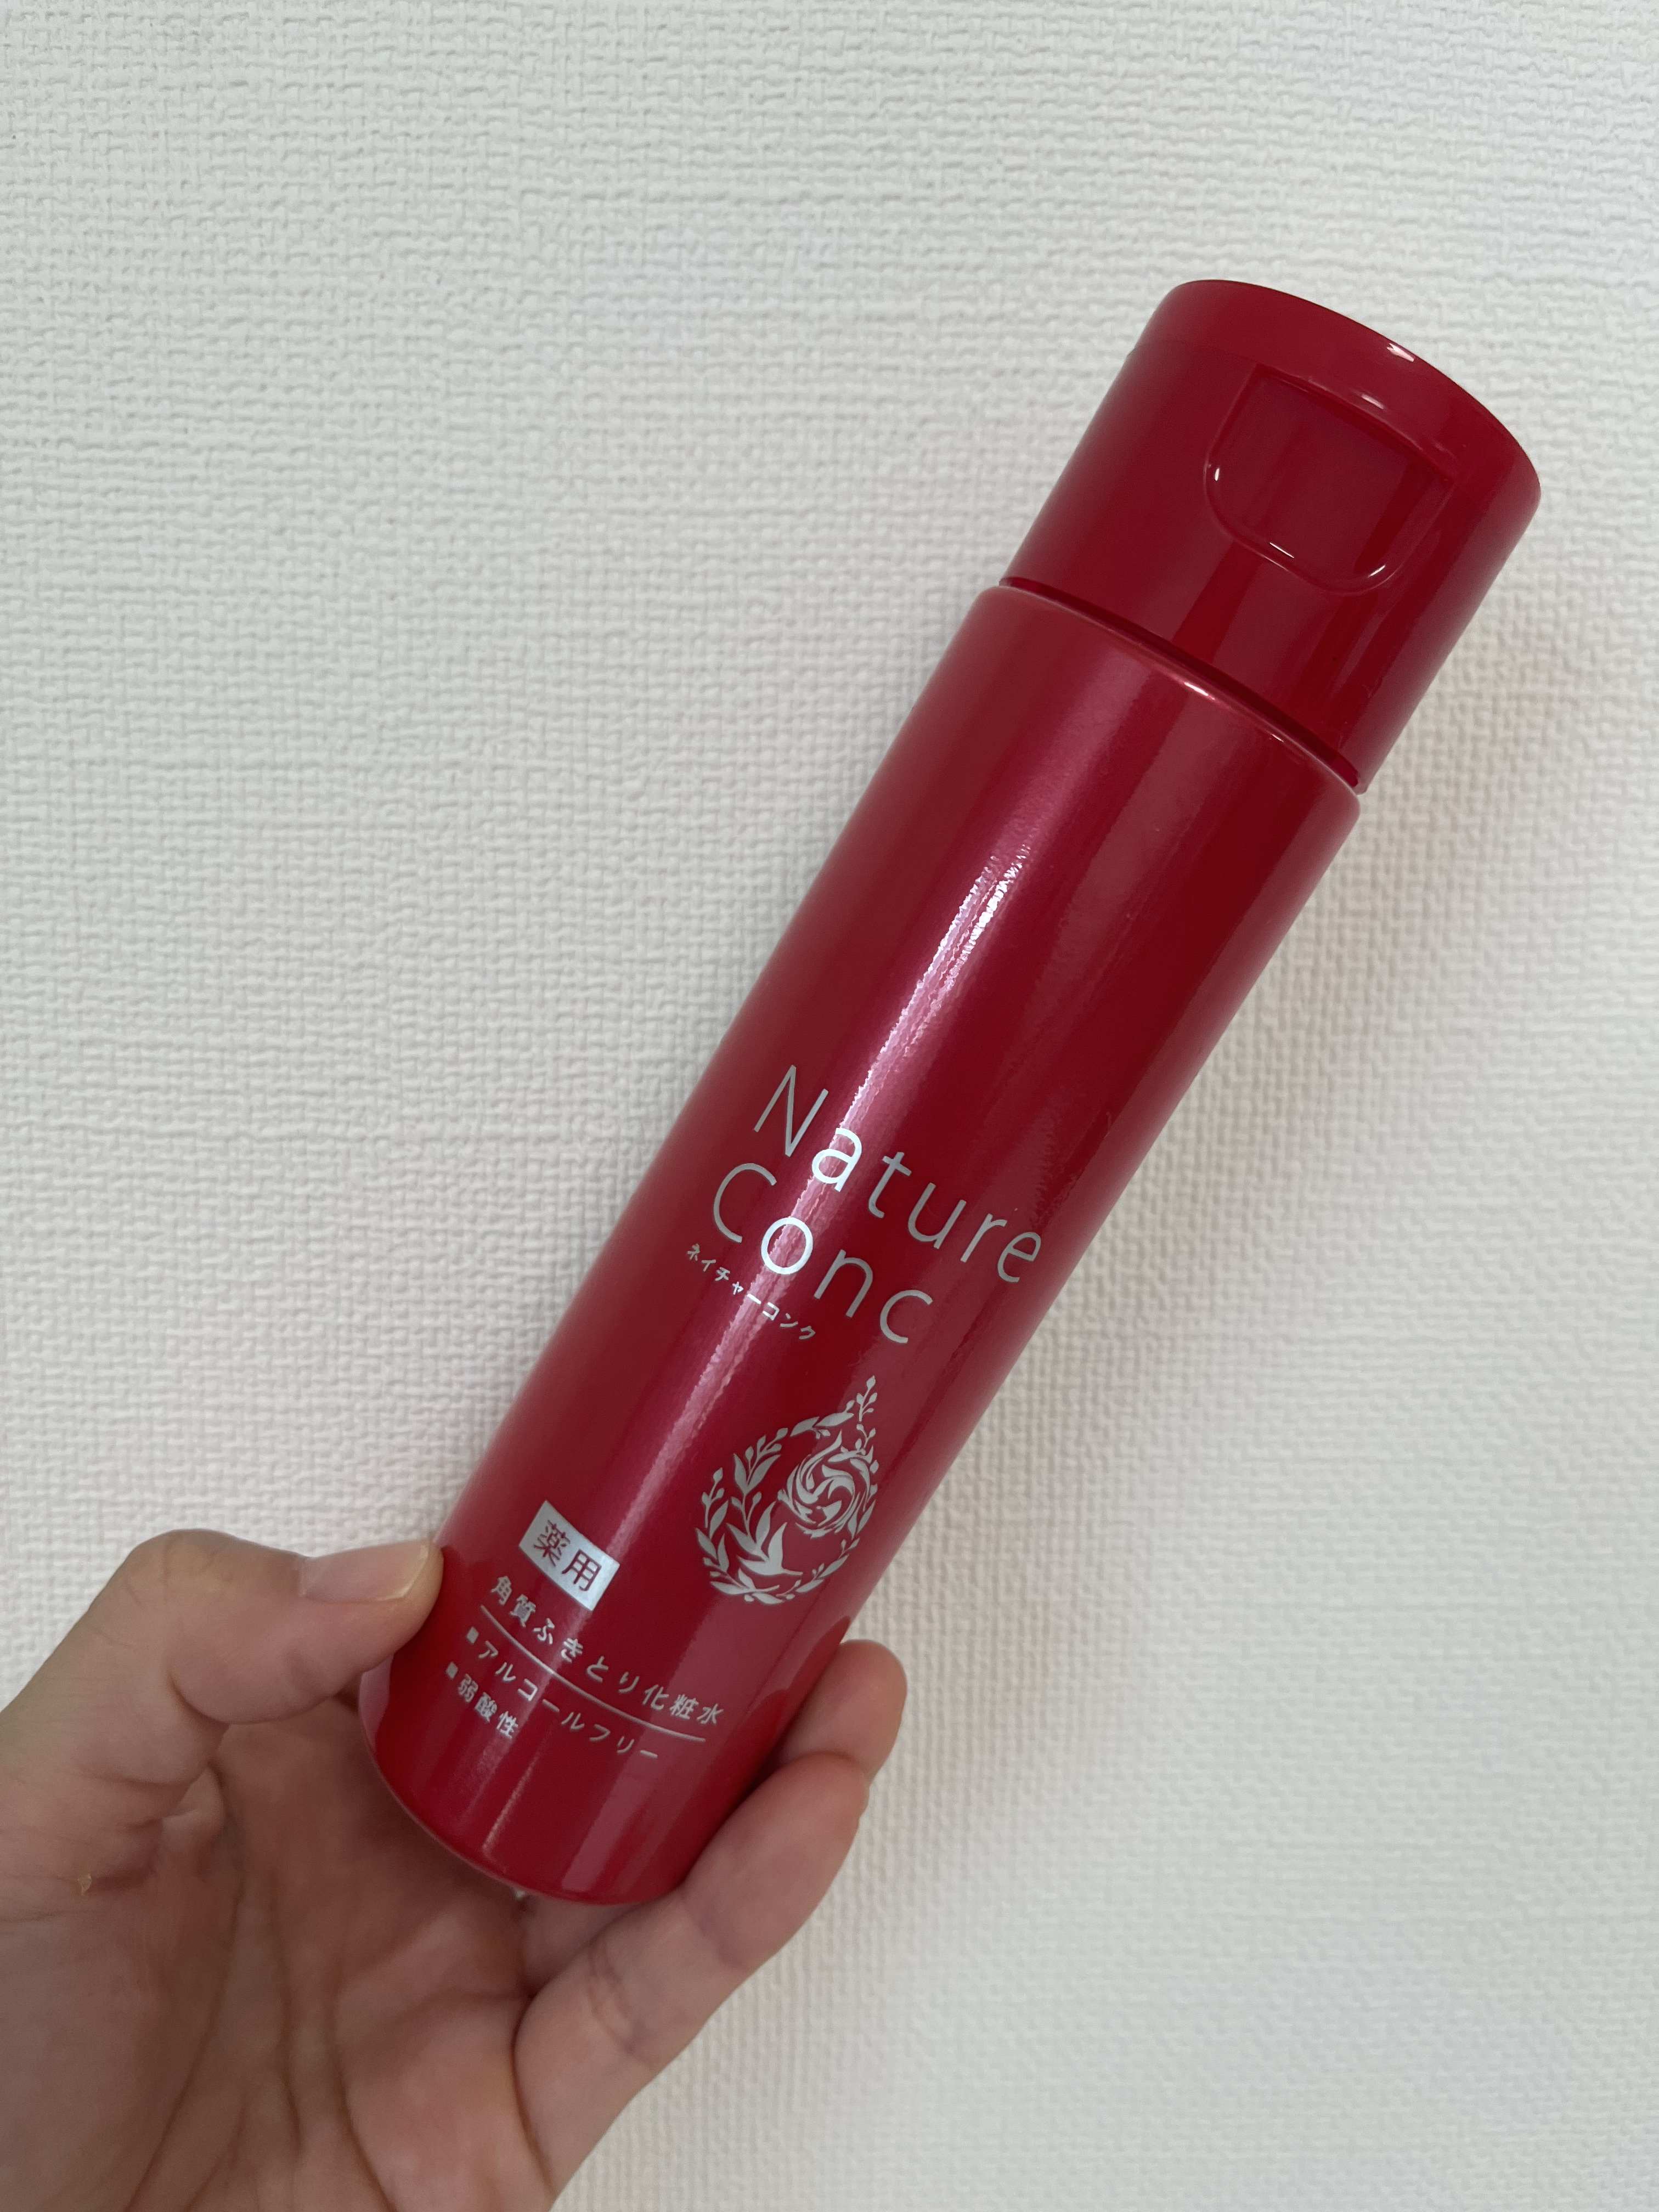 Nature
Conc
ネイチャーコンク
薬用
角質ふきとり化粧水
■アルコールフリー
■弱酸性